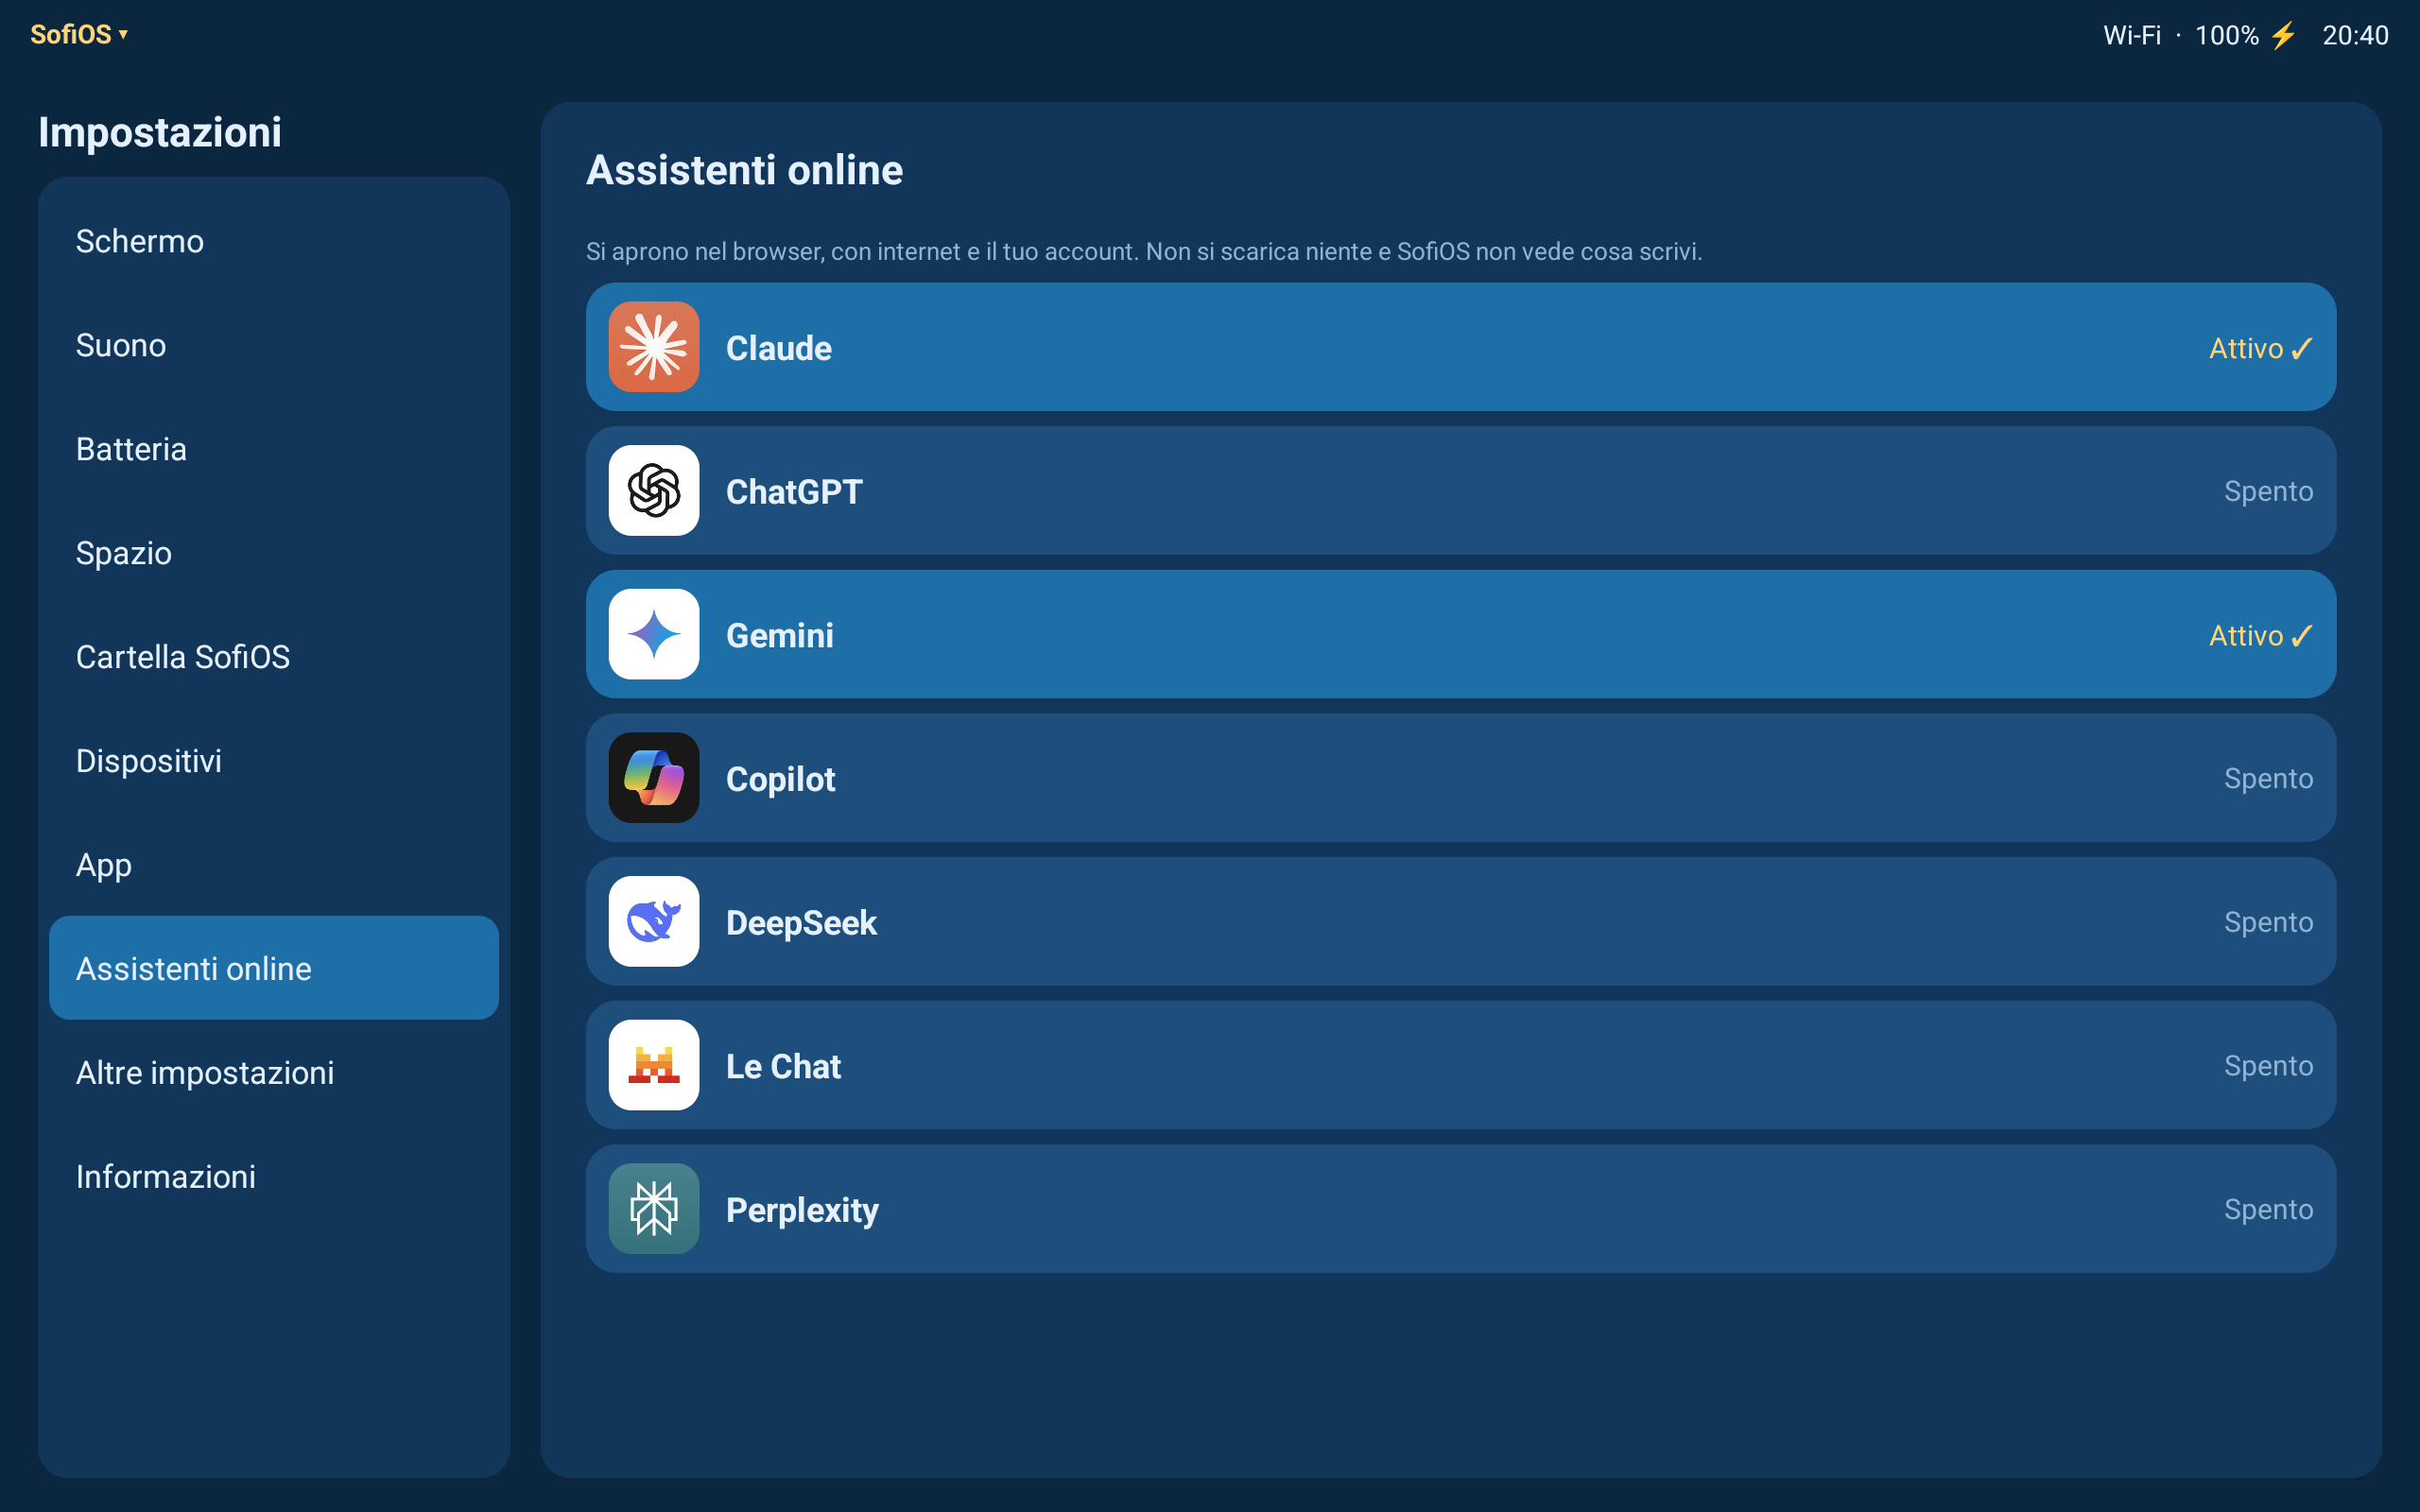 SofiOS ▾
Wi-Fi · 100% ⚡ 20:40
Impostazioni
Schermo
Suono
Batteria
Spazio
Cartella SofiOS
Dispositivi
App
Assistenti online
Altre impostazioni
Informazioni
Assistenti online
Si aprono nel browser, con internet e il tuo account. Non si scarica niente e SofiOS non vede cosa scrivi.
Claude Attivo ✓
ChatGPT Spento
Gemini Attivo ✓
Copilot Spento
DeepSeek Spento
Le Chat Spento
Perplexity Spento